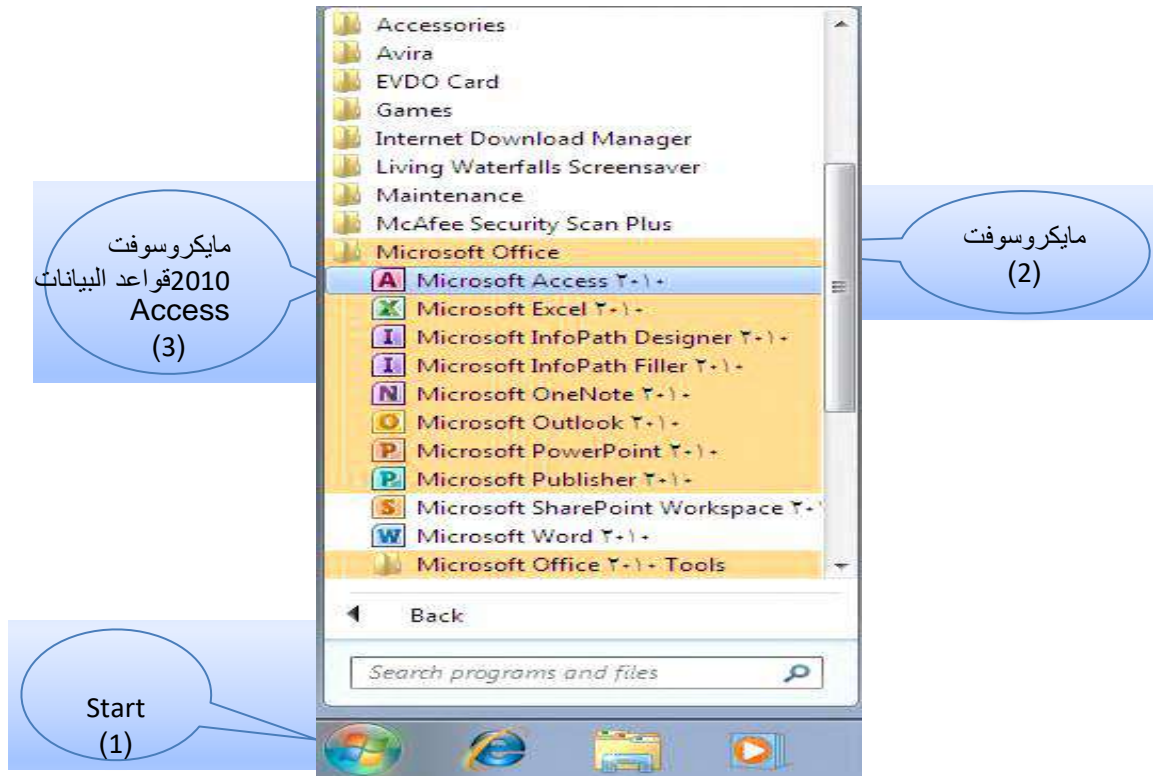 Accessories
Avira
EVDO Card
Games
Internet Download Manager
Living Waterfalls Screensaver
Maintenance
McAfee Security Scan Plus
Microsoft Office
Microsoft Access ٢٠١٠
Microsoft Excel ٢٠١٠
Microsoft InfoPath Designer ٢٠١٠
Microsoft InfoPath Filler ٢٠١٠
Microsoft OneNote ٢٠١٠
Microsoft Outlook ٢٠١٠
Microsoft PowerPoint ٢٠١٠
Microsoft Publisher ٢٠١٠
Microsoft SharePoint Workspace ٢٠١
Microsoft Word ٢٠١٠
Microsoft Office ٢٠١٠ Tools
Back
Search programs and files
مايكروسوفت
(2)
مايكروسوفت
قواعد البيانات2010
Access
(3)
Start
(1)